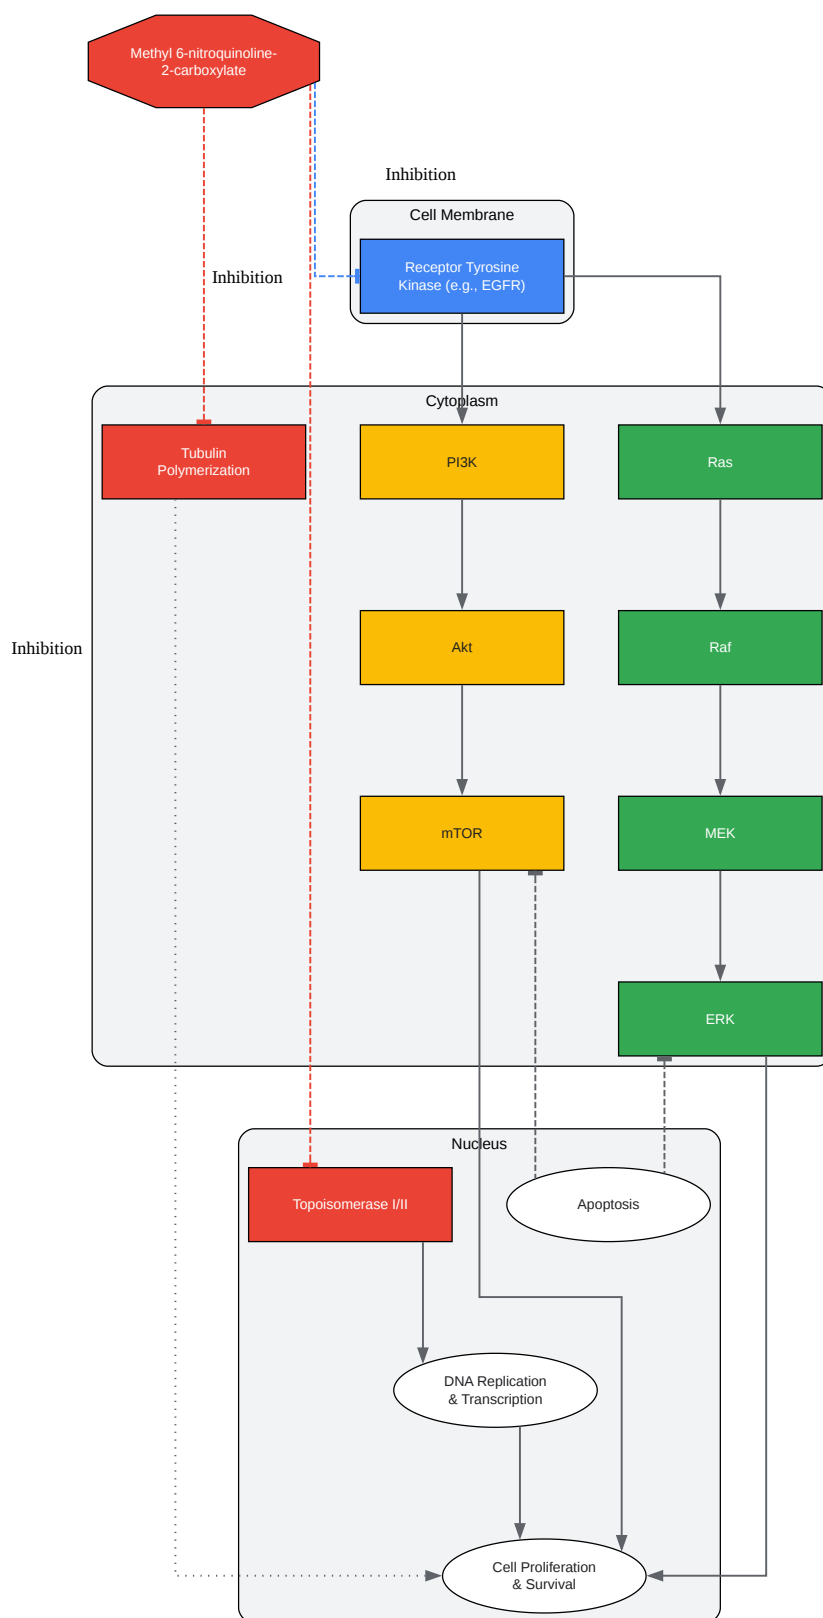 Methyl 6-nitroquinoline-
2-carboxylate
Inhibition
Cell Membrane
Receptor Tyrosine
Kinase (e.g., EGFR)
Inhibition
Cytoplasm
Tubulin
Polymerization
PI3K
Ras
Inhibition
Akt
Raf
mTOR
MEK
ERK
Nucleus
Topoisomerase I/II
Apoptosis
DNA Replication
& Transcription
Cell Proliferation
& Survival